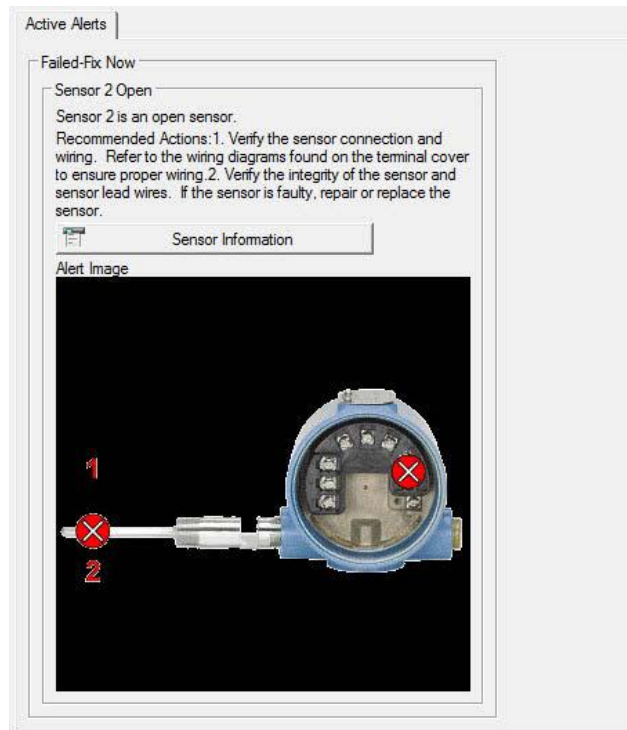 Active Alerts
Failed-Fix Now
Sensor 2 Open
Sensor 2 is an open sensor.
Recommended Actions:1. Verify the sensor connection and
wiring.  Refer to the wiring diagrams found on the terminal cover
to ensure proper wiring.2. Verify the integrity of the sensor and
sensor lead wires.  If the sensor is faulty, repair or replace the
sensor.
Sensor Information
Alert Image
1
2